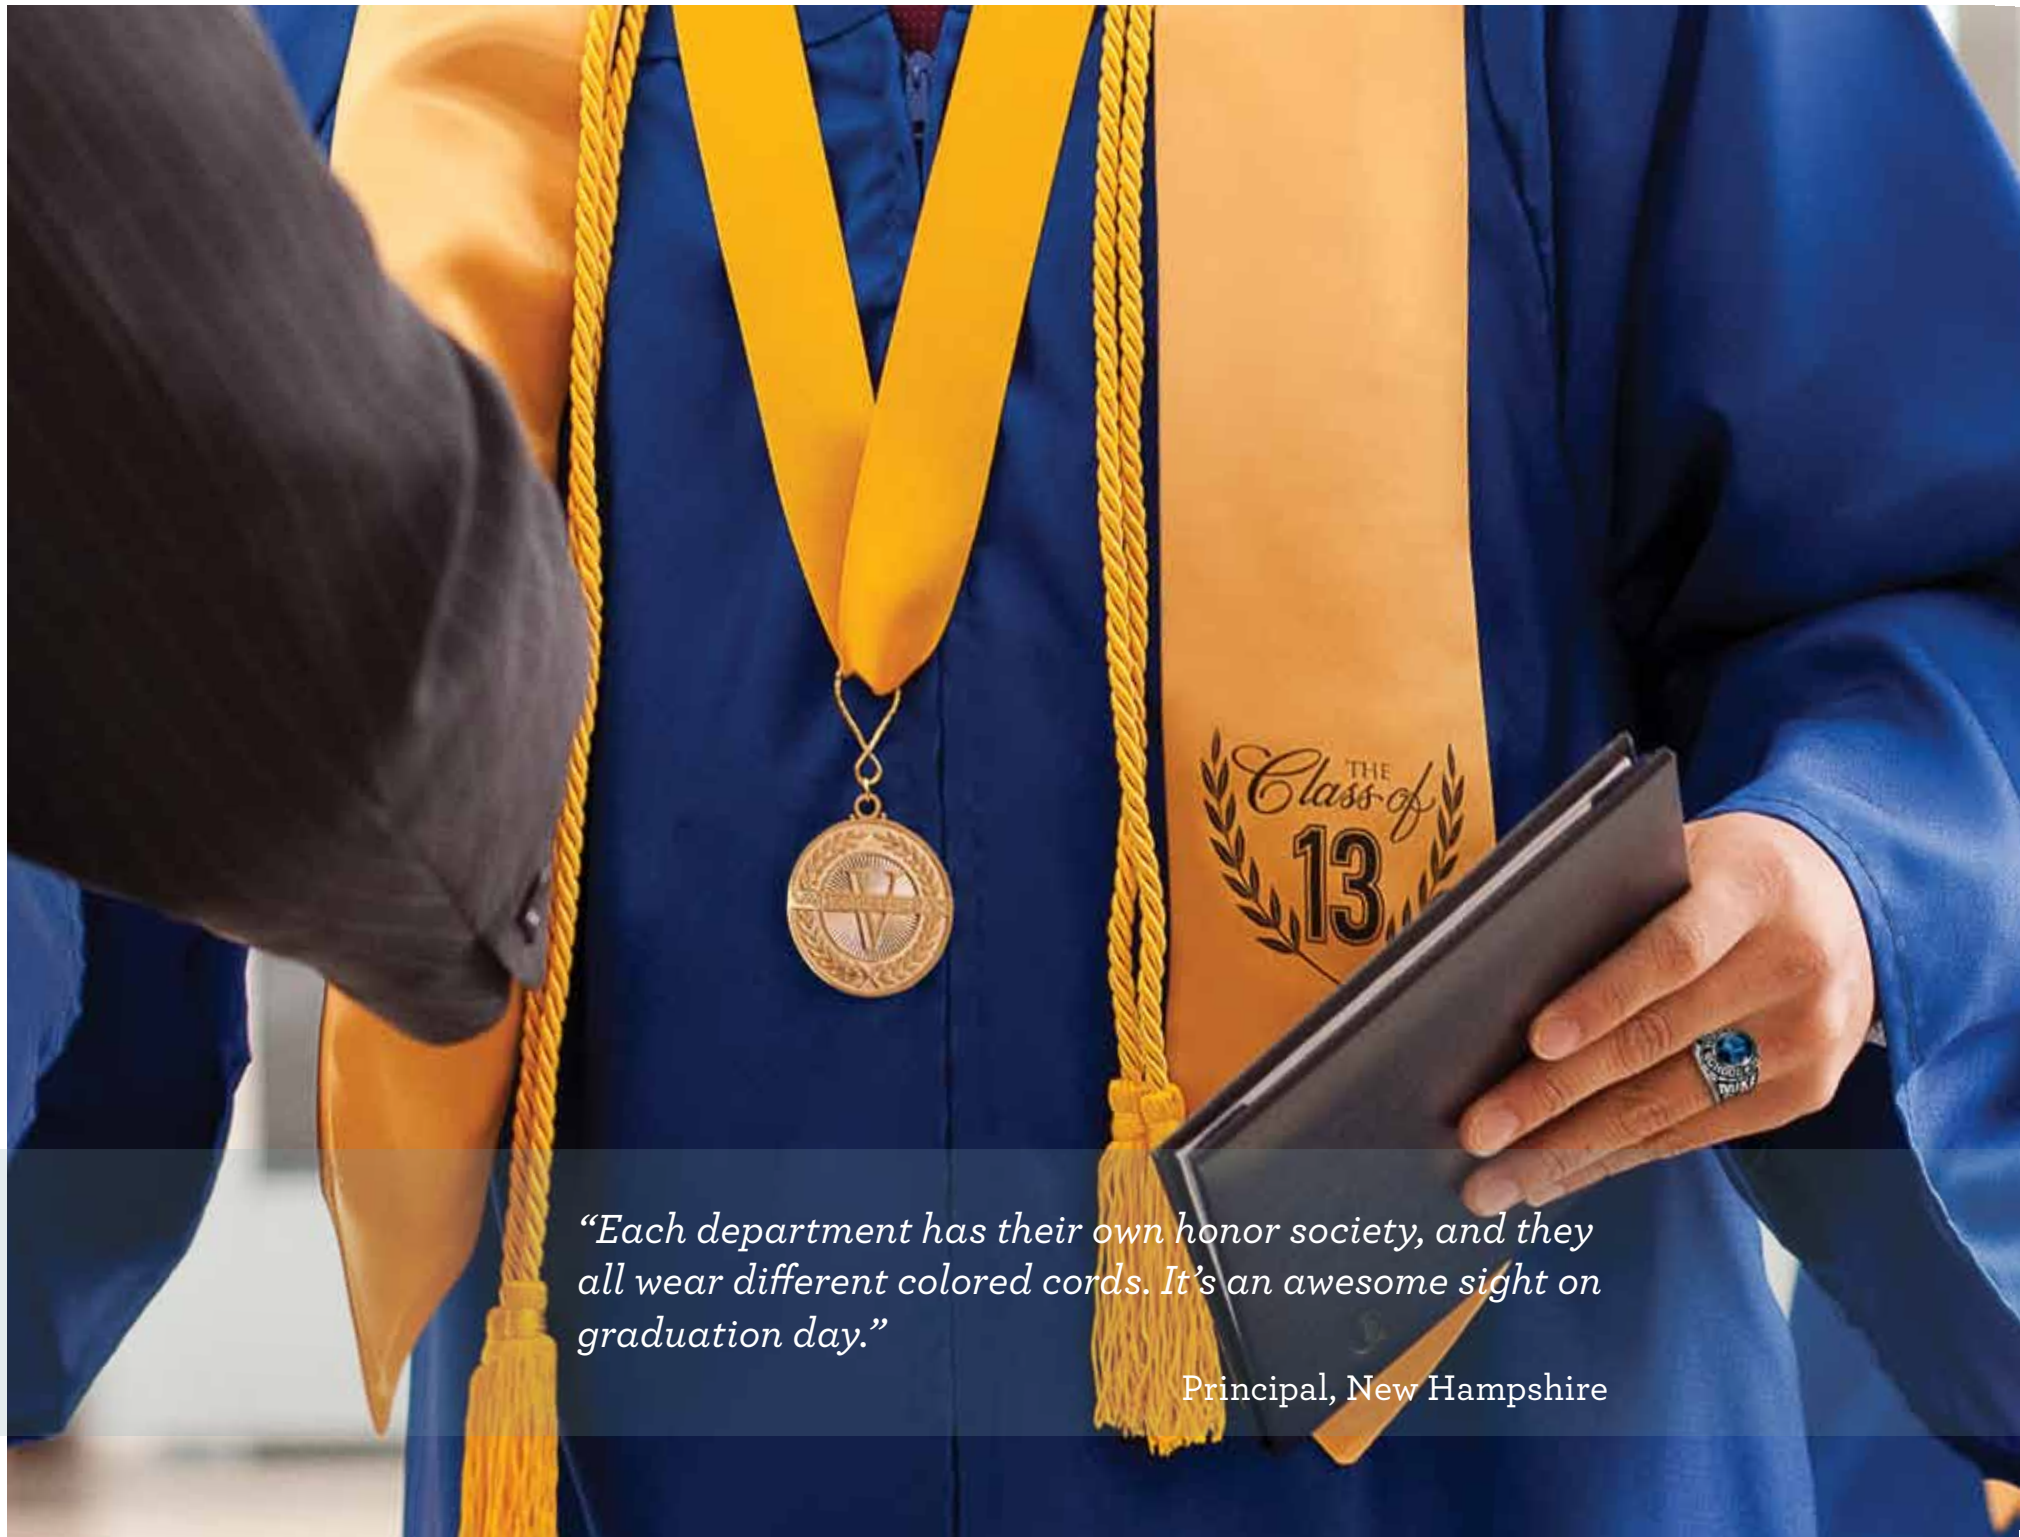 THE
Class of
13
V
“Each department has their own honor society, and they
all wear different colored cords. It’s an awesome sight on
graduation day.”
Principal, New Hampshire